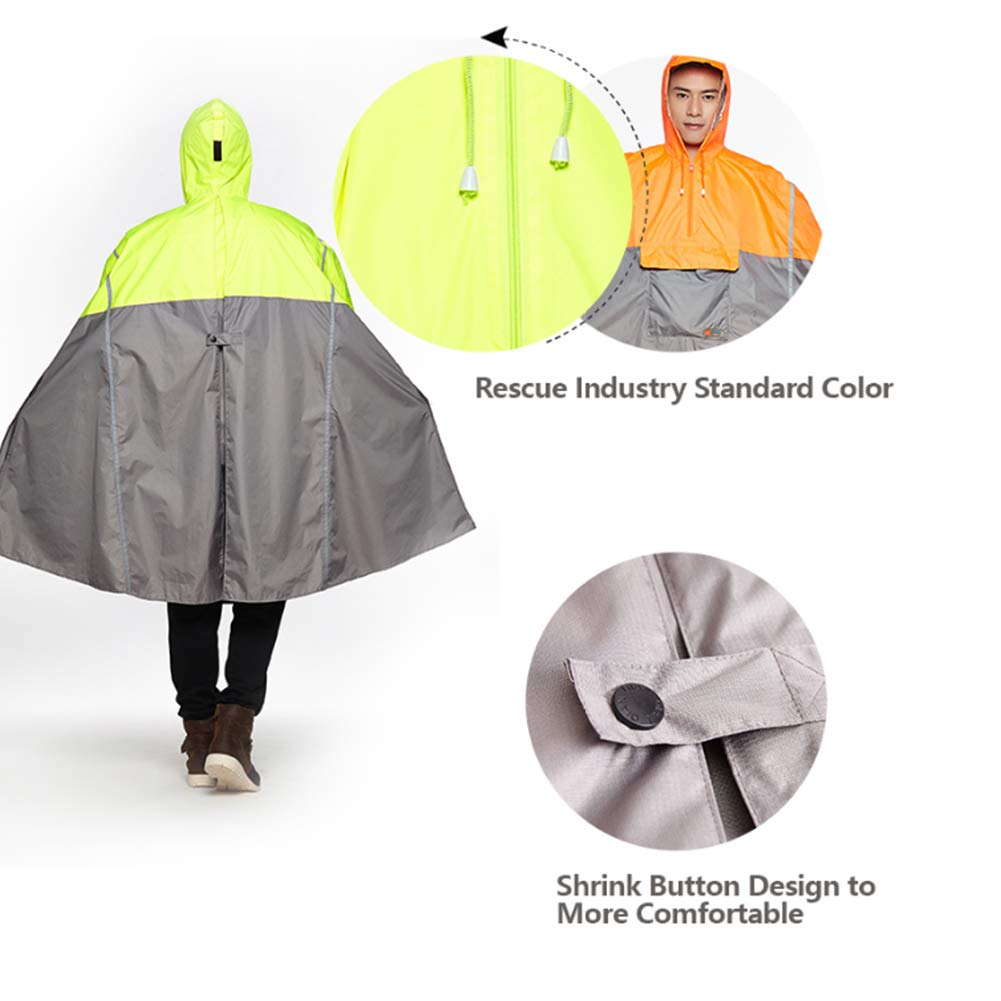 Rescue Industry Standard Color
Shrink Button Design to
More Comfortable